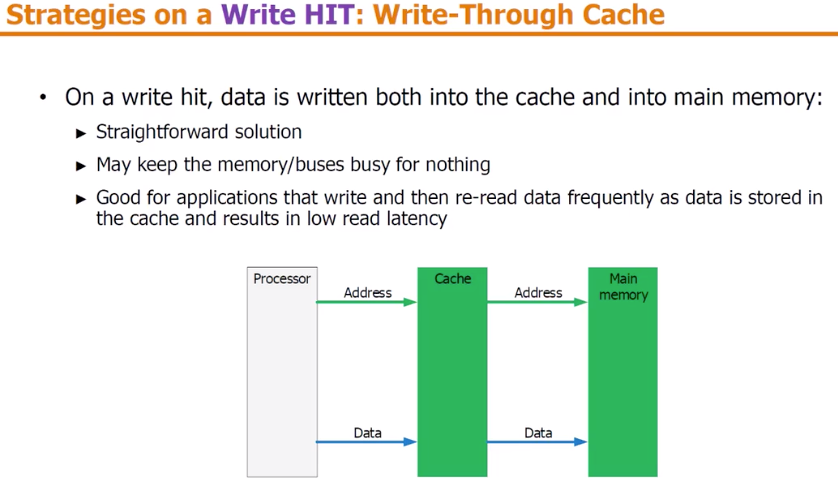 Strategies on a Write HIT: Write-Through Cache
• On a write hit, data is written both into the cache and into main memory:
► Straightforward solution
► May keep the memory/buses busy for nothing
► Good for applications that write and then re-read data frequently as data is stored in
the cache and results in low read latency
Processor
Address
Cache
Address
Main
memory
Data
Data